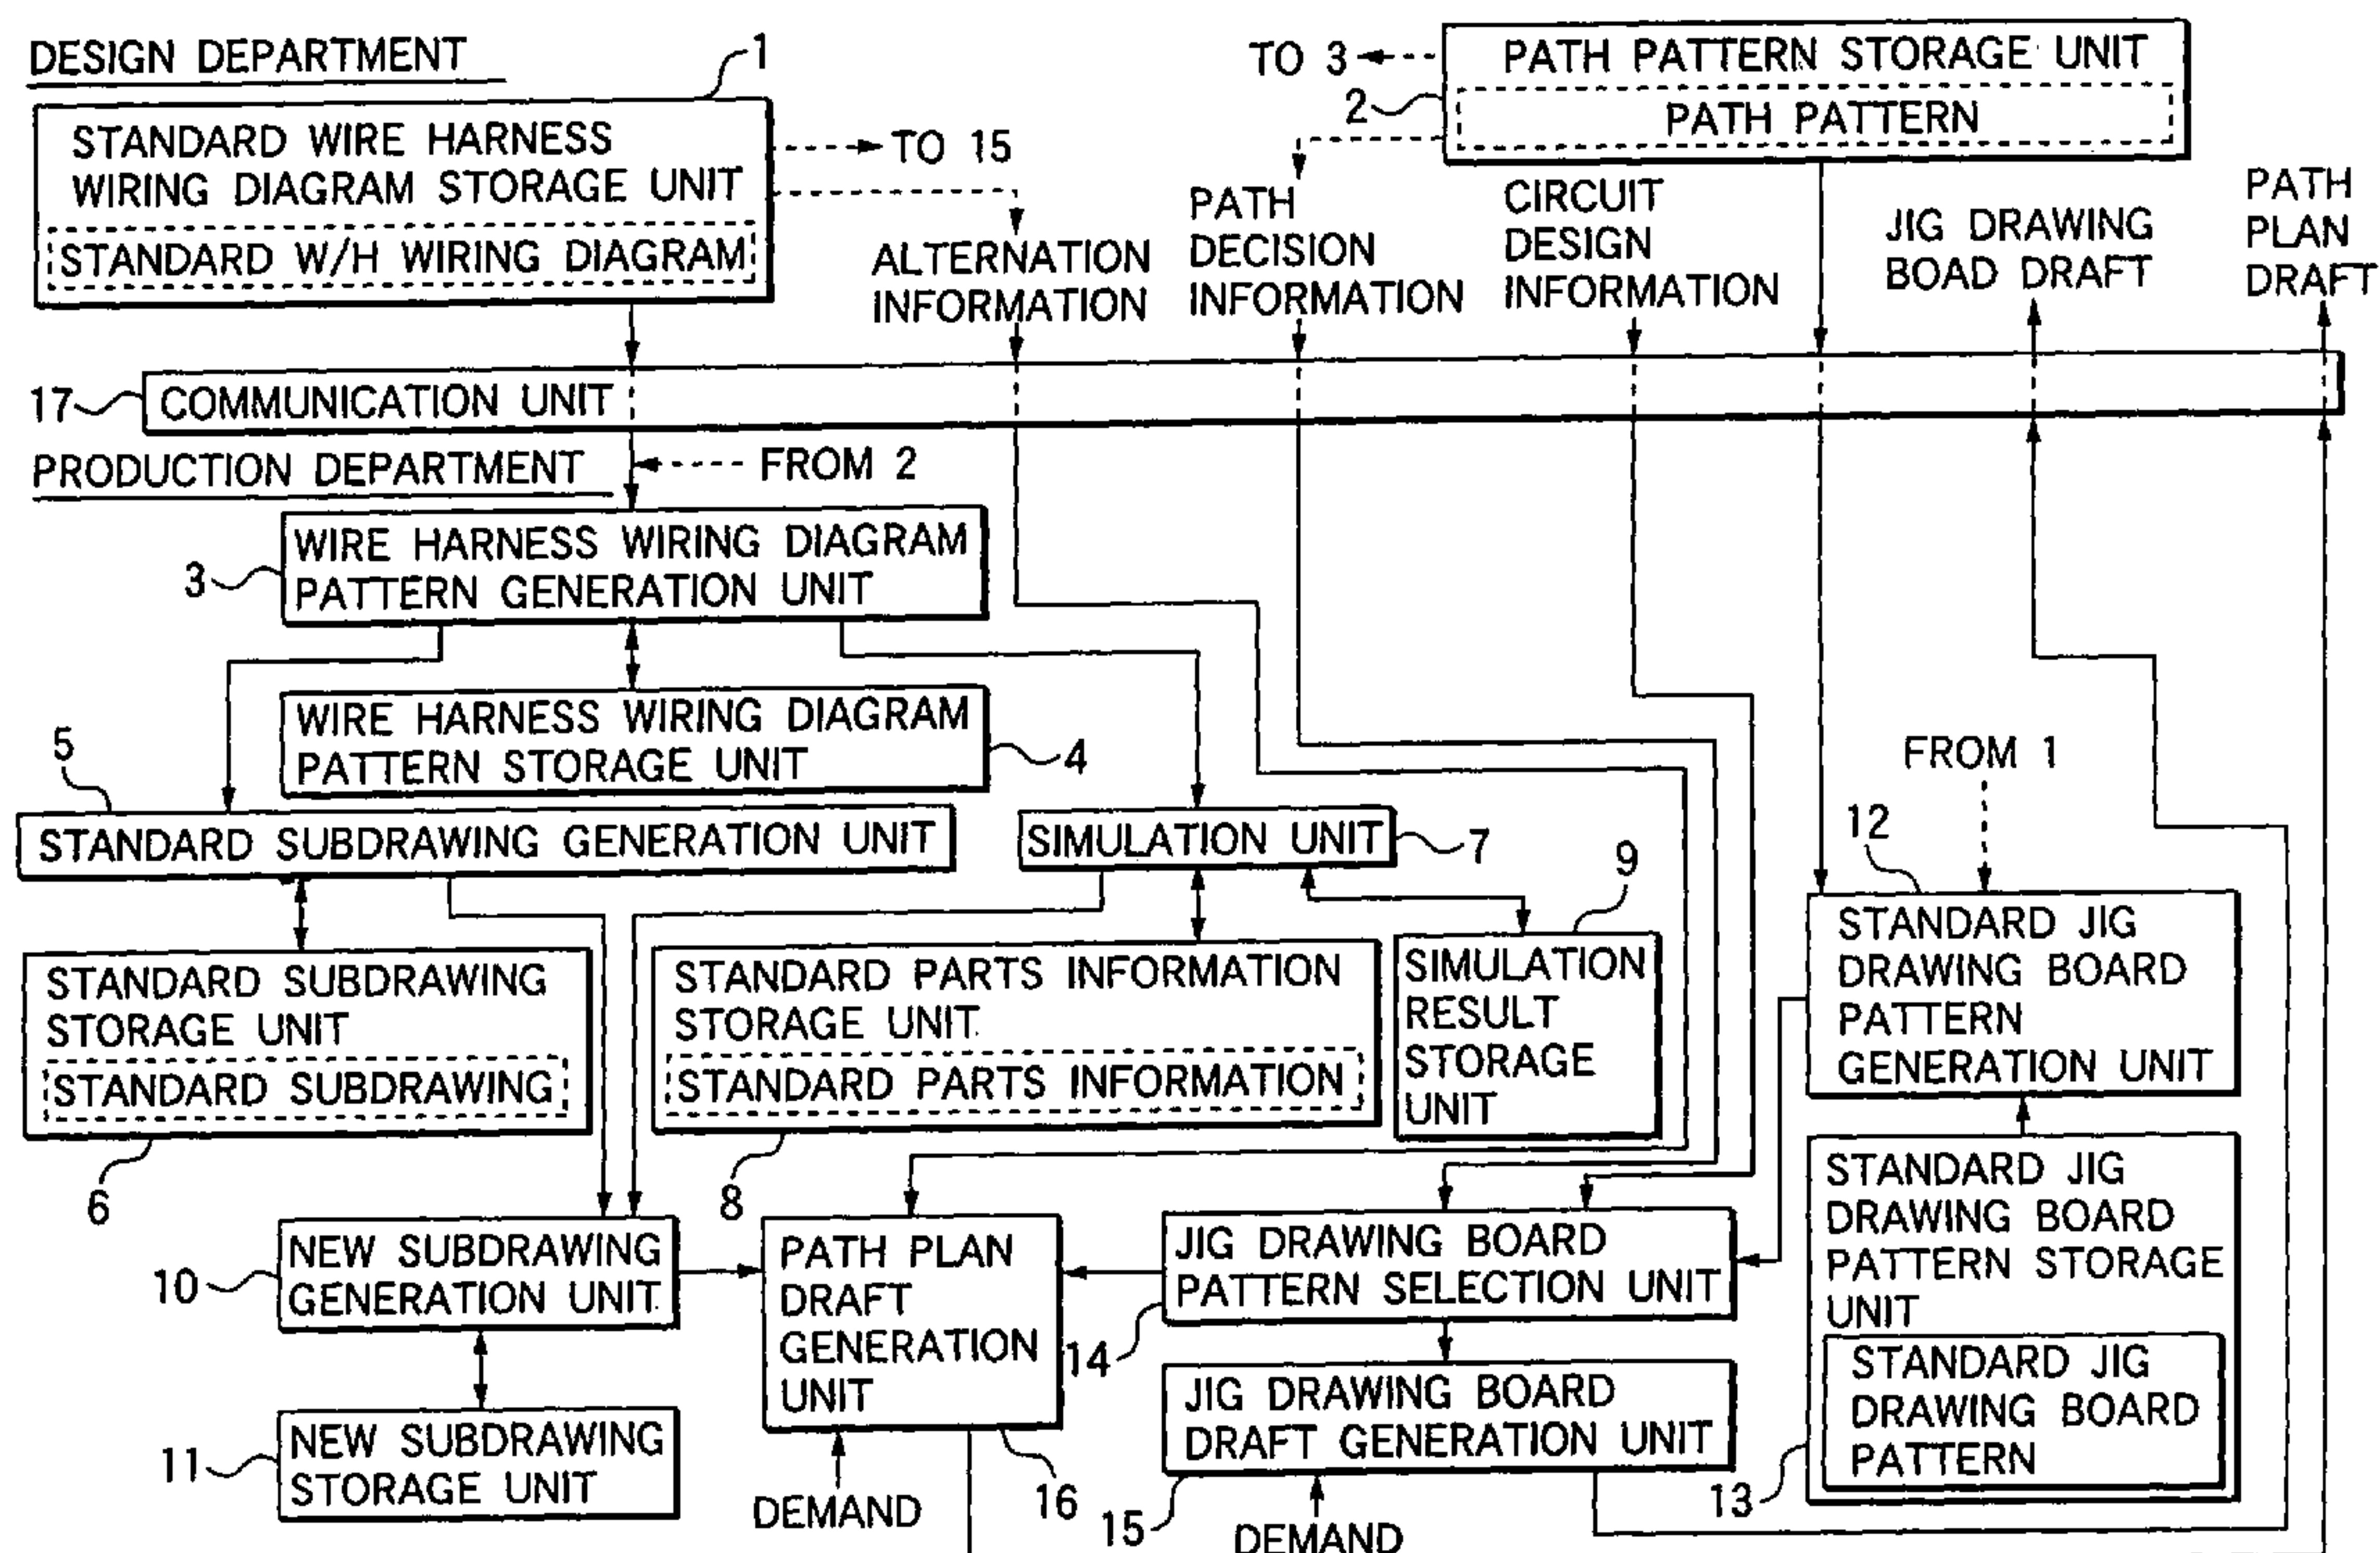 DESIGN DEPARTMENT
1
STANDARD WIRE HARNESS
WIRING DIAGRAM STORAGE UNIT
STANDARD W/H WIRING DIAGRAM
TO 15
ALTERNATION
INFORMATION
TO 3
2
PATH PATTERN STORAGE UNIT
PATH PATTERN
PATH
DECISION
INFORMATION
CIRCUIT
DESIGN
INFORMATION
JIG DRAWING
BOAD DRAFT
PATH
PLAN
DRAFT
17
COMMUNICATION UNIT
PRODUCTION DEPARTMENT
FROM 2
3
WIRE HARNESS WIRING DIAGRAM
PATTERN GENERATION UNIT
WIRE HARNESS WIRING DIAGRAM
PATTERN STORAGE UNIT
4
5
STANDARD SUBDRAWING GENERATION UNIT
SIMULATION UNIT
7
FROM 1
12
9
STANDARD SUBDRAWING
STORAGE UNIT
STANDARD SUBDRAWING
6
STANDARD PARTS INFORMATION
STORAGE UNIT
STANDARD PARTS INFORMATION
8
SIMULATION
RESULT
STORAGE
UNIT
STANDARD JIG
DRAWING BOARD
PATTERN
GENERATION UNIT
STANDARD JIG
DRAWING BOARD
PATTERN STORAGE
UNIT
STANDARD JIG
DRAWING BOARD
PATTERN
13
10
NEW SUBDRAWING
GENERATION UNIT
PATH PLAN
DRAFT
GENERATION
UNIT
JIG DRAWING BOARD
PATTERN SELECTION UNIT
14
11
NEW SUBDRAWING
STORAGE UNIT
DEMAND
16
JIG DRAWING BOARD
DRAFT GENERATION UNIT
15
DEMAND